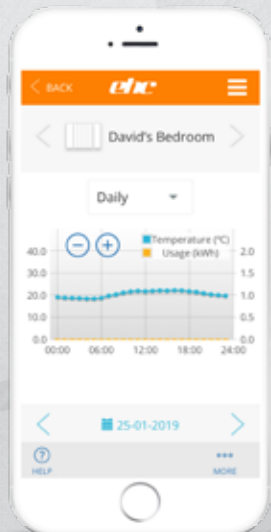 BACK
ehc
David's Bedroom
Daily
Temperature (°C)
Usage (kWh)
40.0 2.0
30.0 1.5
20.0 1.0
10.0 0.5
0.0 0.0
00:00 06:00 12:00 18:00 24:00
25-01-2019
HELP MORE